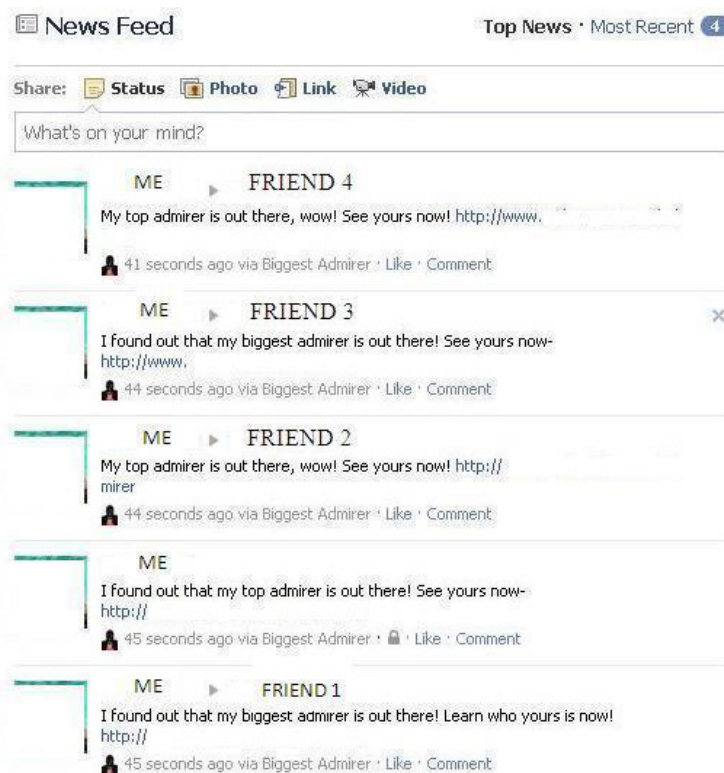 News Feed Top News · Most Recent 4
Share: Status Photo Link Video
What's on your mind?
ME FRIEND 4
My top admirer is out there, wow! See yours now! http://www.
41 seconds ago via Biggest Admirer · Like · Comment
ME FRIEND 3
I found out that my biggest admirer is out there! See yours now-
http://www.
44 seconds ago via Biggest Admirer · Like · Comment
ME FRIEND 2
My top admirer is out there, wow! See yours now! http://
mirer
44 seconds ago via Biggest Admirer · Like · Comment
ME
I found out that my top admirer is out there! See yours now-
http://
45 seconds ago via Biggest Admirer · Like · Comment
ME FRIEND 1
I found out that my biggest admirer is out there! Learn who yours is now!
http://
45 seconds ago via Biggest Admirer · Like · Comment